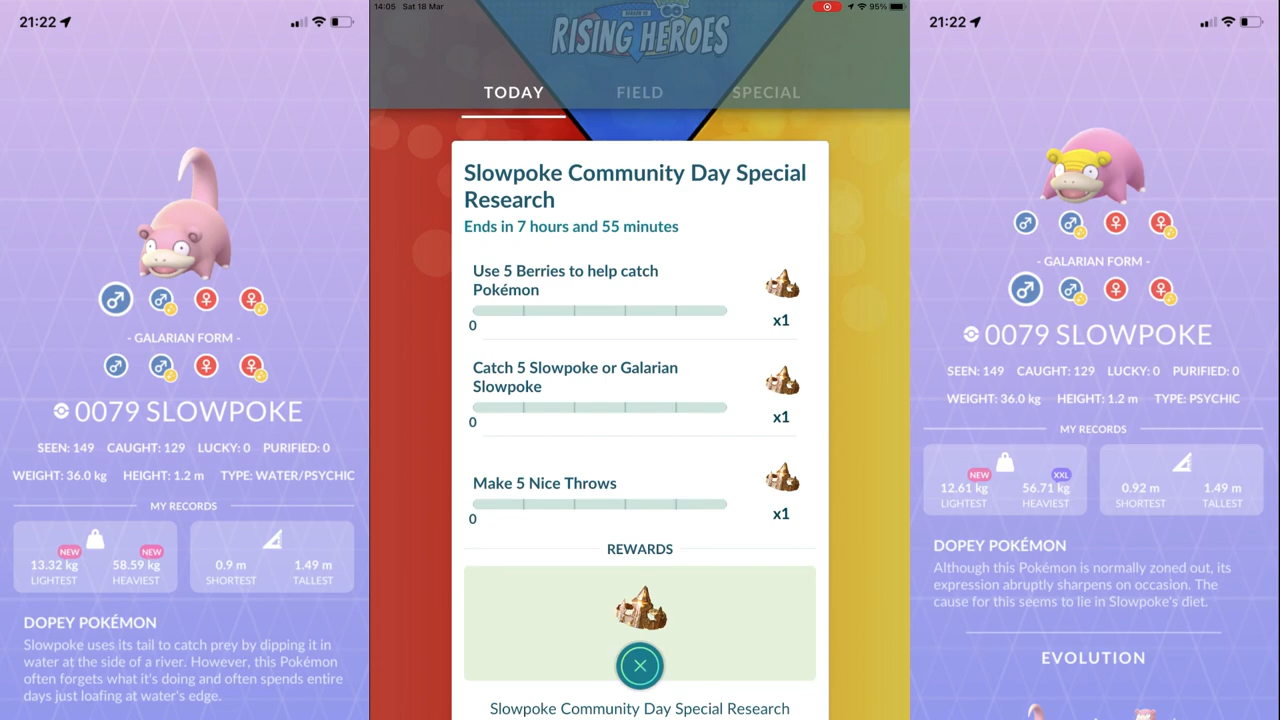 21:22
0079 SLOWPOKE
- GALARIAN FORM -
SEEN: 149 CAUGHT: 129 LUCKY: 0 PURIFIED: 0
WEIGHT: 36.0 kg HEIGHT: 1.2 m TYPE: WATER/PSYCHIC
MY RECORDS
NEW NEW
13.32 kg 58.59 kg 0.9 m 1.49 m
LIGHTEST HEAVIEST SHORTEST TALLEST
DOPEY POKÉMON
Slowpoke uses its tail to catch prey by dipping it in
water at the side of a river. However, this Pokémon
often forgets what it's doing and often spends entire
days just loafing at water's edge.
14:05 Sat 18 Mar
95%
RISING HEROES
TODAY FIELD SPECIAL
Slowpoke Community Day Special
Research
Ends in 7 hours and 55 minutes
Use 5 Berries to help catch
Pokémon
0
x1
Catch 5 Slowpoke or Galarian
Slowpoke
0
x1
Make 5 Nice Throws
0
x1
REWARDS
Slowpoke Community Day Special Research
21:22
- GALARIAN FORM -
0079 SLOWPOKE
SEEN: 149 CAUGHT: 129 LUCKY: 0 PURIFIED: 0
WEIGHT: 36.0 kg HEIGHT: 1.2 m TYPE: PSYCHIC
MY RECORDS
NEW XXL
12.61 kg 56.71 kg 0.92 m 1.49 m
LIGHTEST HEAVIEST SHORTEST TALLEST
DOPEY POKÉMON
Although this Pokémon is normally zoned out, its
expression abruptly sharpens on occasion. The
cause for this seems to lie in Slowpoke's diet.
EVOLUTION